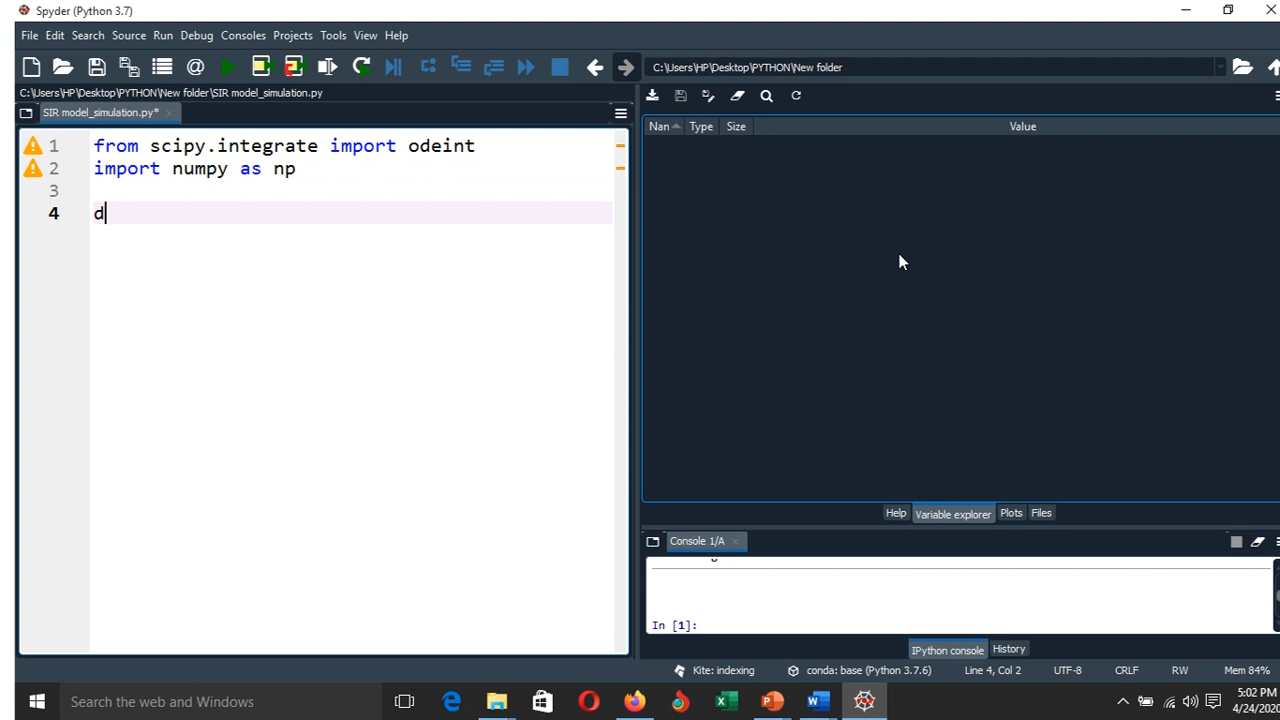 Spyder (Python 3.7)
File Edit Search Source Run Debug Consoles Projects Tools View Help
C:\Users\HP\Desktop\PYTHON\New folder
C:\Users\HP\Desktop\PYTHON\New folder\SIR model_simulation.py
SIR model_simulation.py*
Nan Type Size Value
1 from scipy.integrate import odeint
2 import numpy as np
3
4 d
Help Variable explorer Plots Files
Console 1/A
In [1]:
IPython console History
Kite: indexing conda: base (Python 3.7.6) Line 4, Col 2 UTF-8 CRLF RW Mem 84%
Search the web and Windows
5:02 PM
4/24/2020